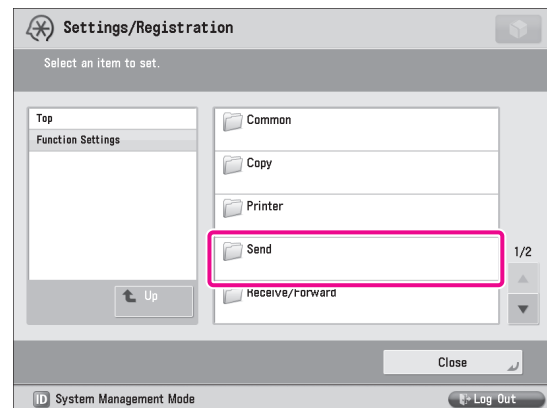 Settings/Registration
Select an item to set.
Top
Function Settings
Common
Copy
Printer
Send
1/2
Up
Receive/Forward
Close
ID System Management Mode
Log Out